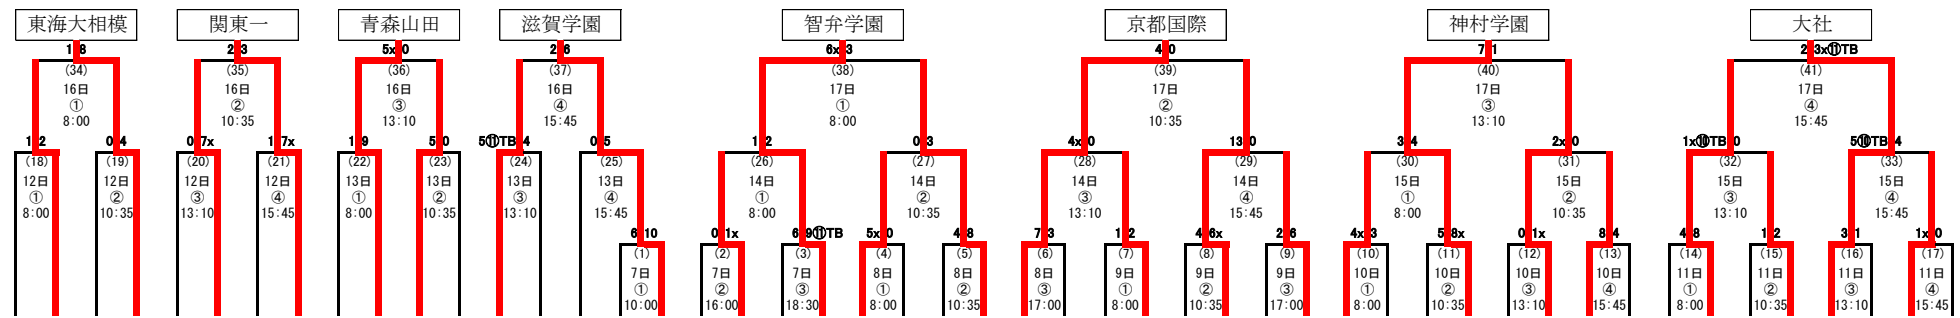 東海大相模 関東一 青森山田 滋賀学園 智弁学園 京都国際 神村学園 大社
(34) (35) (36) (37) (38) (39) (40) (41)
16日 16日 16日 16日 17日 17日 17日 17日
① ② ③ ④ ① ② ③ ④
8:00 10:35 13:10 15:45 8:00 10:35 13:10 15:45
(18) (19) (20) (21) (22) (23) (24) (25) (26) (27) (28) (29) (30) (31) (32) (33)
12日 12日 12日 12日 13日 13日 13日 13日 14日 14日 14日 14日 15日 15日 15日 15日
① ② ③ ④ ① ② ③ ④ ① ② ③ ④ ① ② ③ ④
8:00 10:35 13:10 15:45 8:00 10:35 13:10 15:45 8:00 10:35 13:10 15:45 8:00 10:35 13:10 15:45
(1) (2) (3) (4) (5) (6) (7) (8) (9) (10) (11) (12) (13) (14) (15) (16) (17)
7日 7日 7日 8日 8日 8日 9日 9日 9日 10日 10日 10日 10日 11日 11日 11日 11日
① ② ③ ① ② ③ ① ② ③ ① ② ③ ④ ① ② ③ ④
10:00 16:00 18:30 8:00 10:35 17:00 8:00 10:35 17:00 8:00 10:35 13:10 15:45 8:00 10:35 13:10 15:45